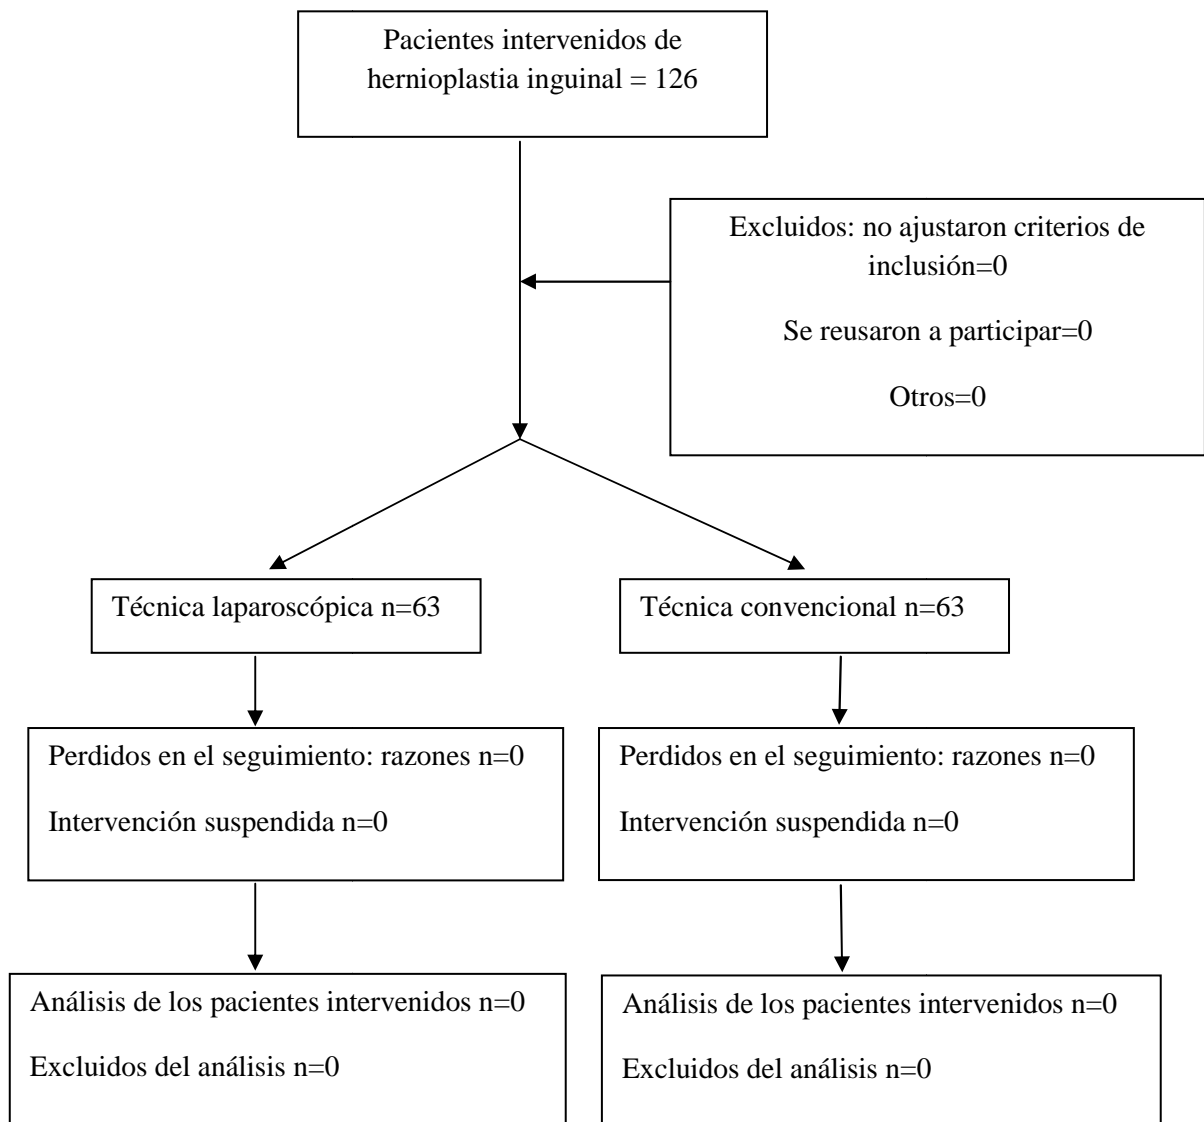 Pacientes intervenidos de
hernioplastia inguinal = 126
Excluidos: no ajustaron criterios de
inclusión=0
Se reusaron a participar=0
Otros=0
Técnica laparoscópica n=63
Técnica convencional n=63
Perdidos en el seguimiento: razones n=0
Intervención suspendida n=0
Perdidos en el seguimiento: razones n=0
Intervención suspendida n=0
Análisis de los pacientes intervenidos n=0
Excluidos del análisis n=0
Análisis de los pacientes intervenidos n=0
Excluidos del análisis n=0